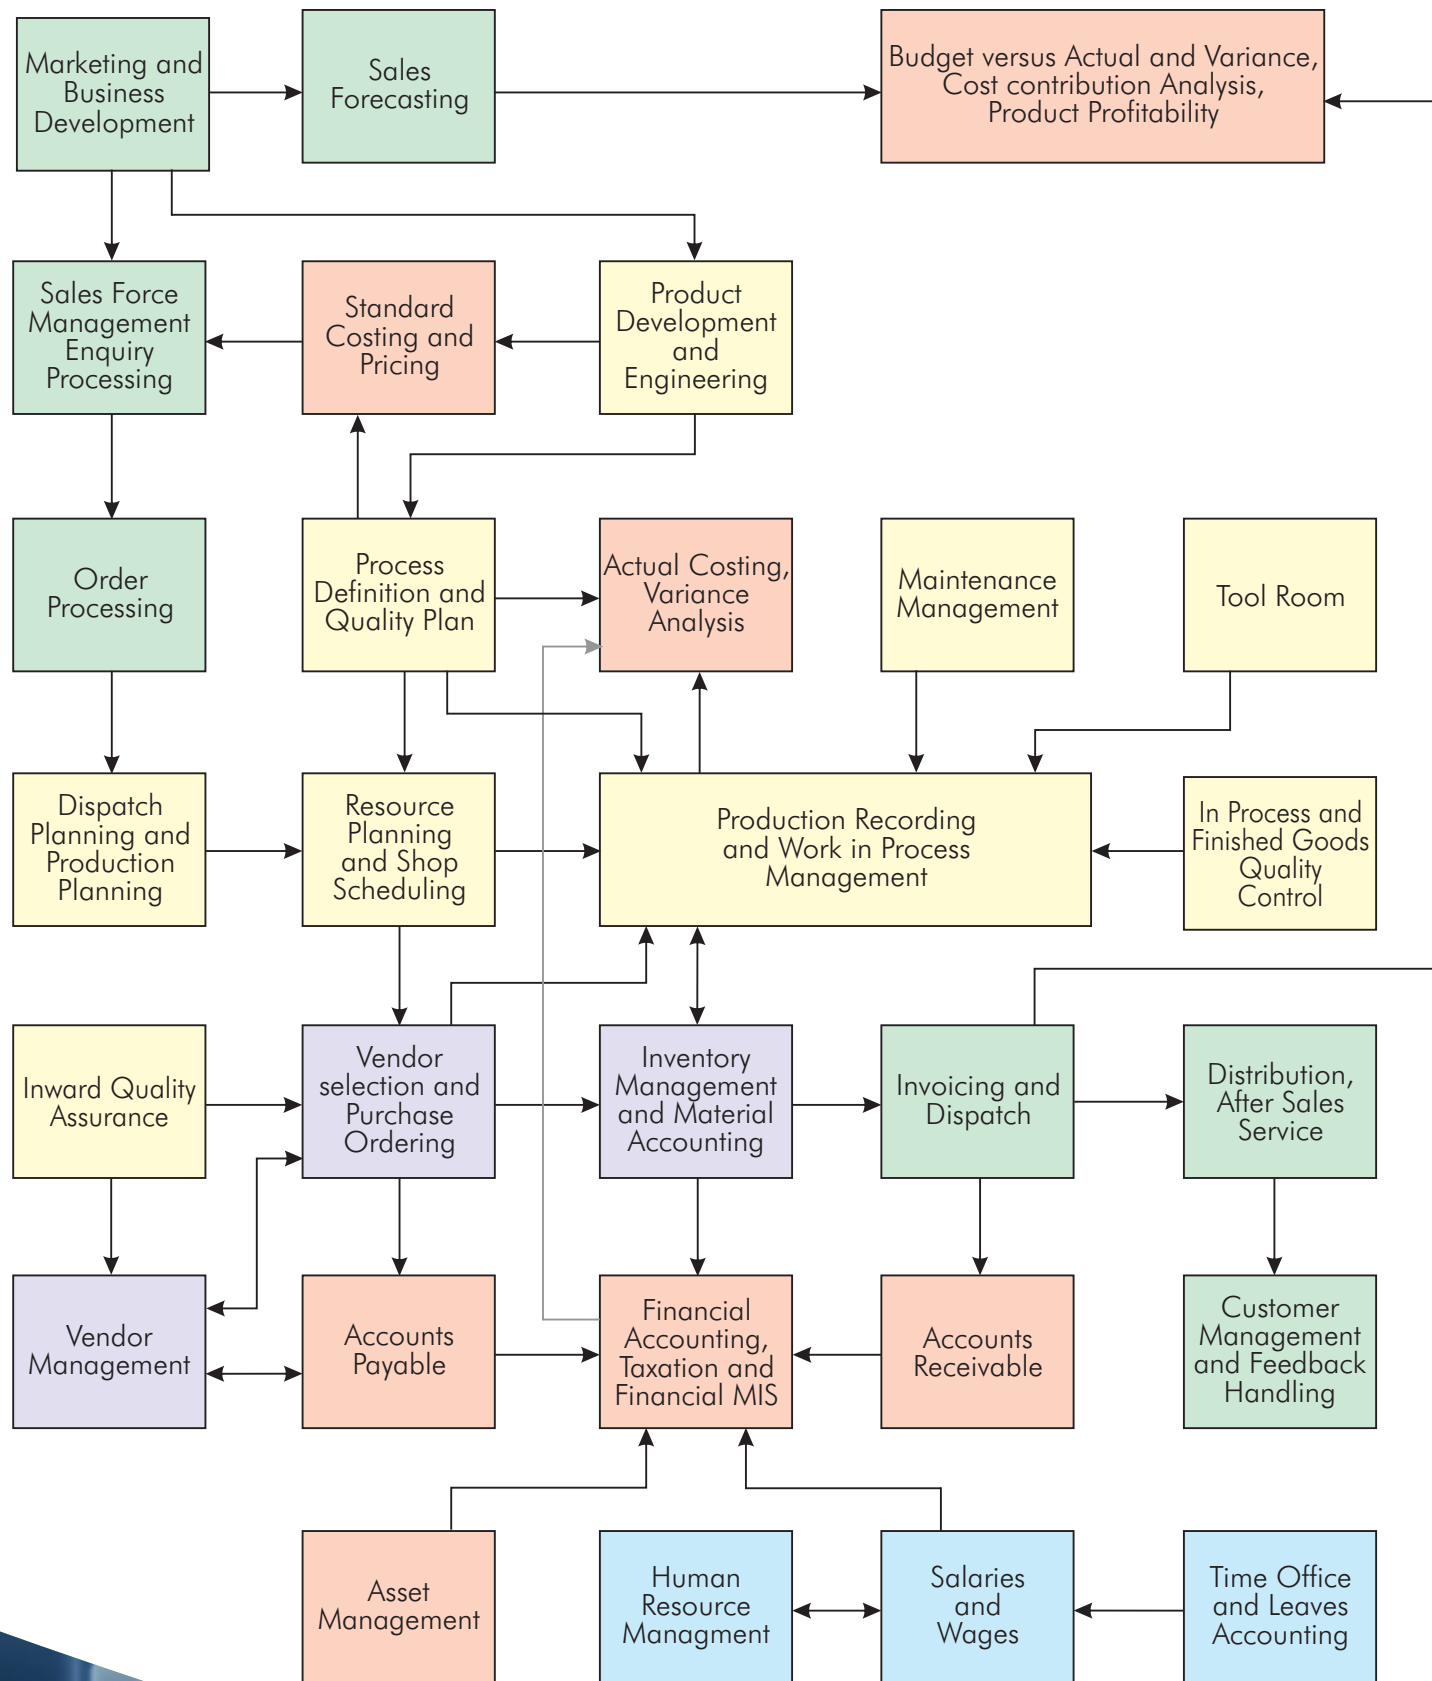 Marketing and
Business
Development
Sales
Forecasting
Budget versus Actual and Variance,
Cost contribution Analysis,
Product Profitability
Sales Force
Management
Enquiry
Processing
Standard
Costing and
Pricing
Product
Development
and
Engineering
Order
Processing
Process
Definition and
Quality Plan
Actual Costing,
Variance
Analysis
Maintenance
Management
Tool Room
Dispatch
Planning and
Production
Planning
Resource
Planning
and Shop
Scheduling
Production Recording
and Work in Process
Management
In Process and
Finished Goods
Quality
Control
Inward Quality
Assurance
Vendor
selection and
Purchase
Ordering
Inventory
Management
and Material
Accounting
Invoicing and
Dispatch
Distribution,
After Sales
Service
Vendor
Management
Accounts
Payable
Financial
Accounting,
Taxation and
Financial MIS
Accounts
Receivable
Customer
Management
and Feedback
Handling
Asset
Management
Human
Resource
Managment
Salaries
and
Wages
Time Office
and Leaves
Accounting